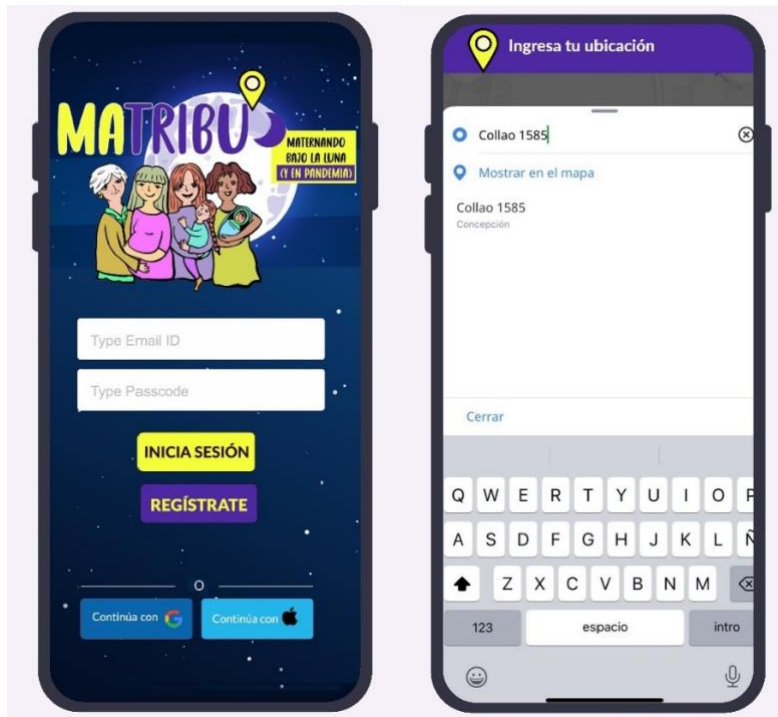 MATRIBU
MATERNANDO
BAJO LA LUNA
(Y EN PANDEMIA)
Type Email ID
Type Passcode
INICIA SESIÓN
REGÍSTRATE
O
Continúa con G
Continúa con
Ingresa tu ubicación
Collao 1585
Mostrar en el mapa
Collao 1585
Concepción
Cerrar
Q W E R T Y U I O P
A S D F G H J K L Ñ
Z X C V B N M
123 espacio intro